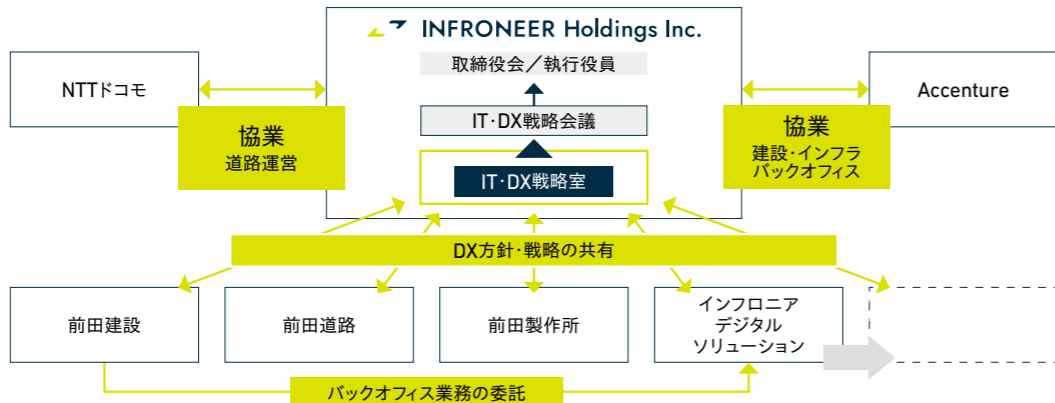 INFRONEER Holdings Inc.
取締役会／執行役員
NTTドコモ
IT・DX戦略会議
Accenture
協業
道路運営
協業
建設・インフラ
バックオフィス
IT・DX戦略室
DX方針・戦略の共有
前田建設
前田道路
前田製作所
インフロニア
デジタル
ソリューション
バックオフィス業務の委託